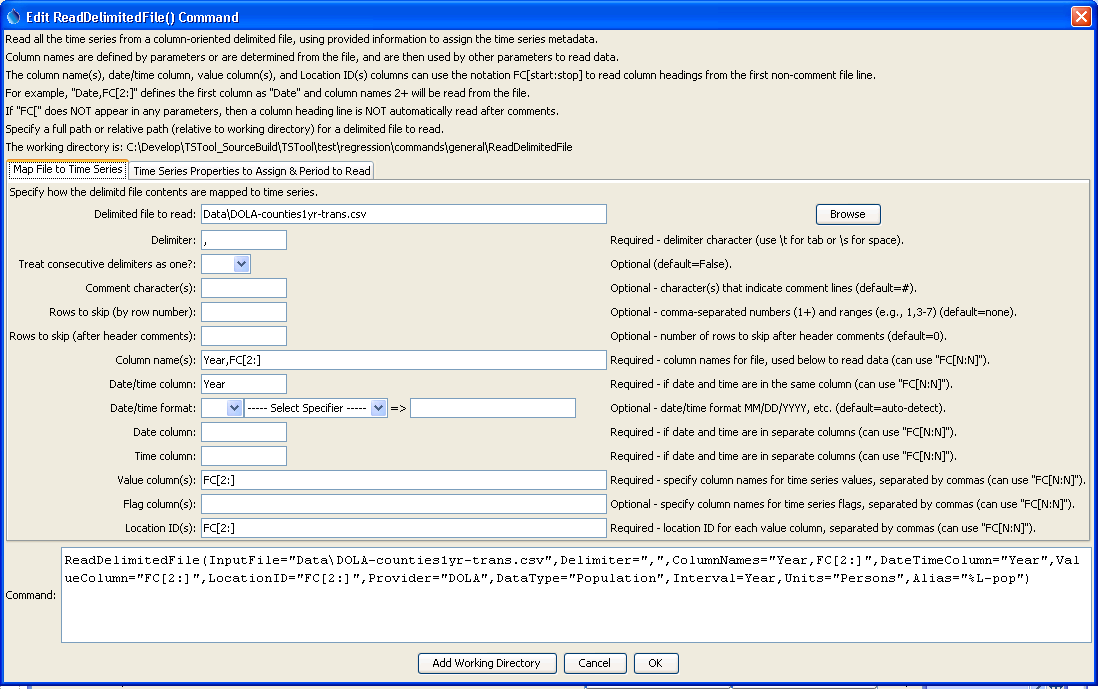 Edit ReadDelimitedFile() Command
Read all the time series from a column-oriented delimited file, using provided information to assign the time series metadata.
Column names are defined by parameters or are determined from the file, and are then used by other parameters to read data.
The column name(s), date/time column, value column(s), and Location ID(s) columns can use the notation FC[start:stop] to read column headings from the first non-comment file line.
For example, "Date,FC[2:]" defines the first column as "Date" and column names 2+ will be read from the file.
If "FC[" does NOT appear in any parameters, then a column heading line is NOT automatically read after comments.
Specify a full path or relative path (relative to working directory) for a delimited file to read.
The working directory is: C:\Develop\TSTool_SourceBuild\TSTool\test\regression\commands\general\ReadDelimitedFile
Map File to Time Series Time Series Properties to Assign & Period to Read
Specify how the delimitd file contents are mapped to time series.
Delimited file to read: Data\DOLA-counties1yr-trans.csv Browse
Delimiter: , Required - delimiter character (use \t for tab or \s for space).
Treat consecutive delimiters as one?: Optional (default=False).
Comment character(s): Optional - character(s) that indicate comment lines (default=#).
Rows to skip (by row number): Optional - comma-separated numbers (1+) and ranges (e.g., 1,3-7) (default=none).
Rows to skip (after header comments): Optional - number of rows to skip after header comments (default=0).
Column name(s): Year,FC[2:] Required - column names for file, used below to read data (can use "FC[N:N]").
Date/time column: Year Required - if date and time are in the same column (can use "FC[N:N]").
Date/time format: ----- Select Specifier ----- => Optional - date/time format MM/DD/YYYY, etc. (default=auto-detect).
Date column: Required - if date and time are in separate columns (can use "FC[N:N]").
Time column: Required - if date and time are in separate columns (can use "FC[N:N]").
Value column(s): FC[2:] Required - specify column names for time series values, separated by commas (can use "FC[N:N]").
Flag column(s): Optional - specify column names for time series flags, separated by commas (can use "FC[N:N]").
Location ID(s): FC[2:] Required - location ID for each value column, separated by commas (can use "FC[N:N]").
ReadDelimitedFile(InputFile="Data\DOLA-counties1yr-trans.csv",Delimiter=",",ColumnNames="Year,FC[2:]",DateTimeColumn="Year",Val
ueColumn="FC[2:]",LocationID="FC[2:]",Provider="DOLA",DataType="Population",Interval=Year,Units="Persons",Alias="%L-pop")
Command:
Add Working Directory Cancel OK